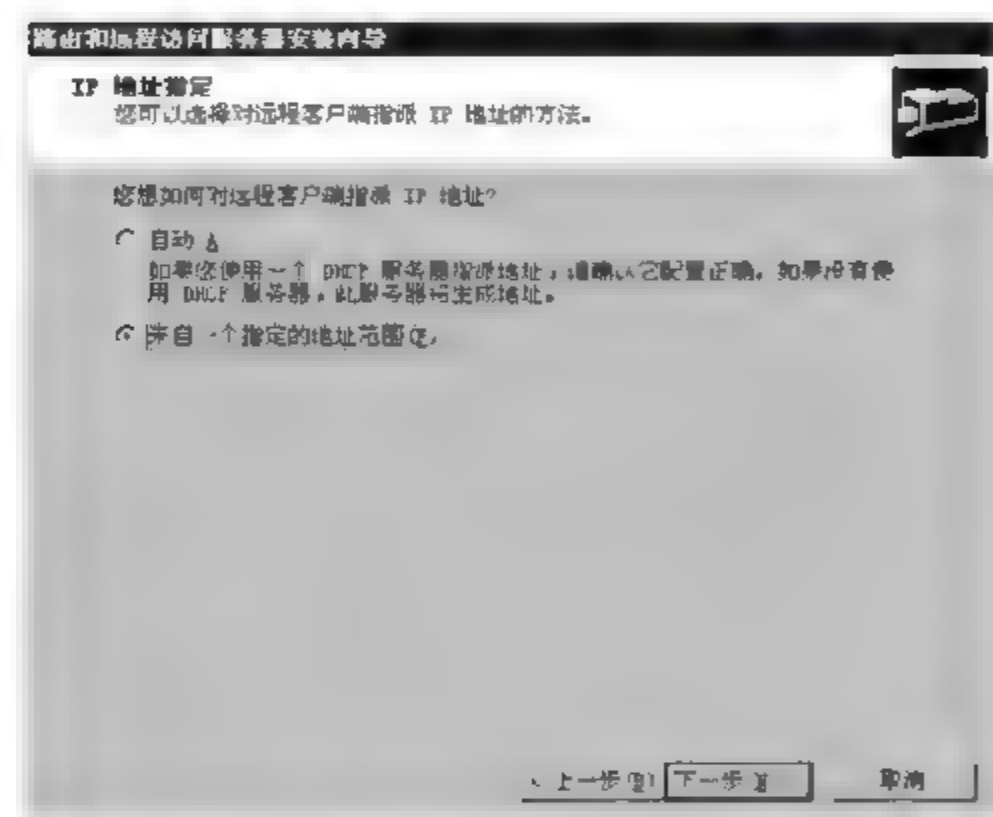 路由和远程访问服务器安装向导
IP 地址指定
您可以选择对远程客户端指派 IP 地址的方法。
您想如何对远程客户端指派 IP 地址?
自动(A)
如果您使用一个 DHCP 服务器指派地址,请确认它配置正确。如果没有使
用 DHCP 服务器,此服务器将生成地址。
来自一个指定的地址范围
< 上一步(B)
下一步(N)
取消